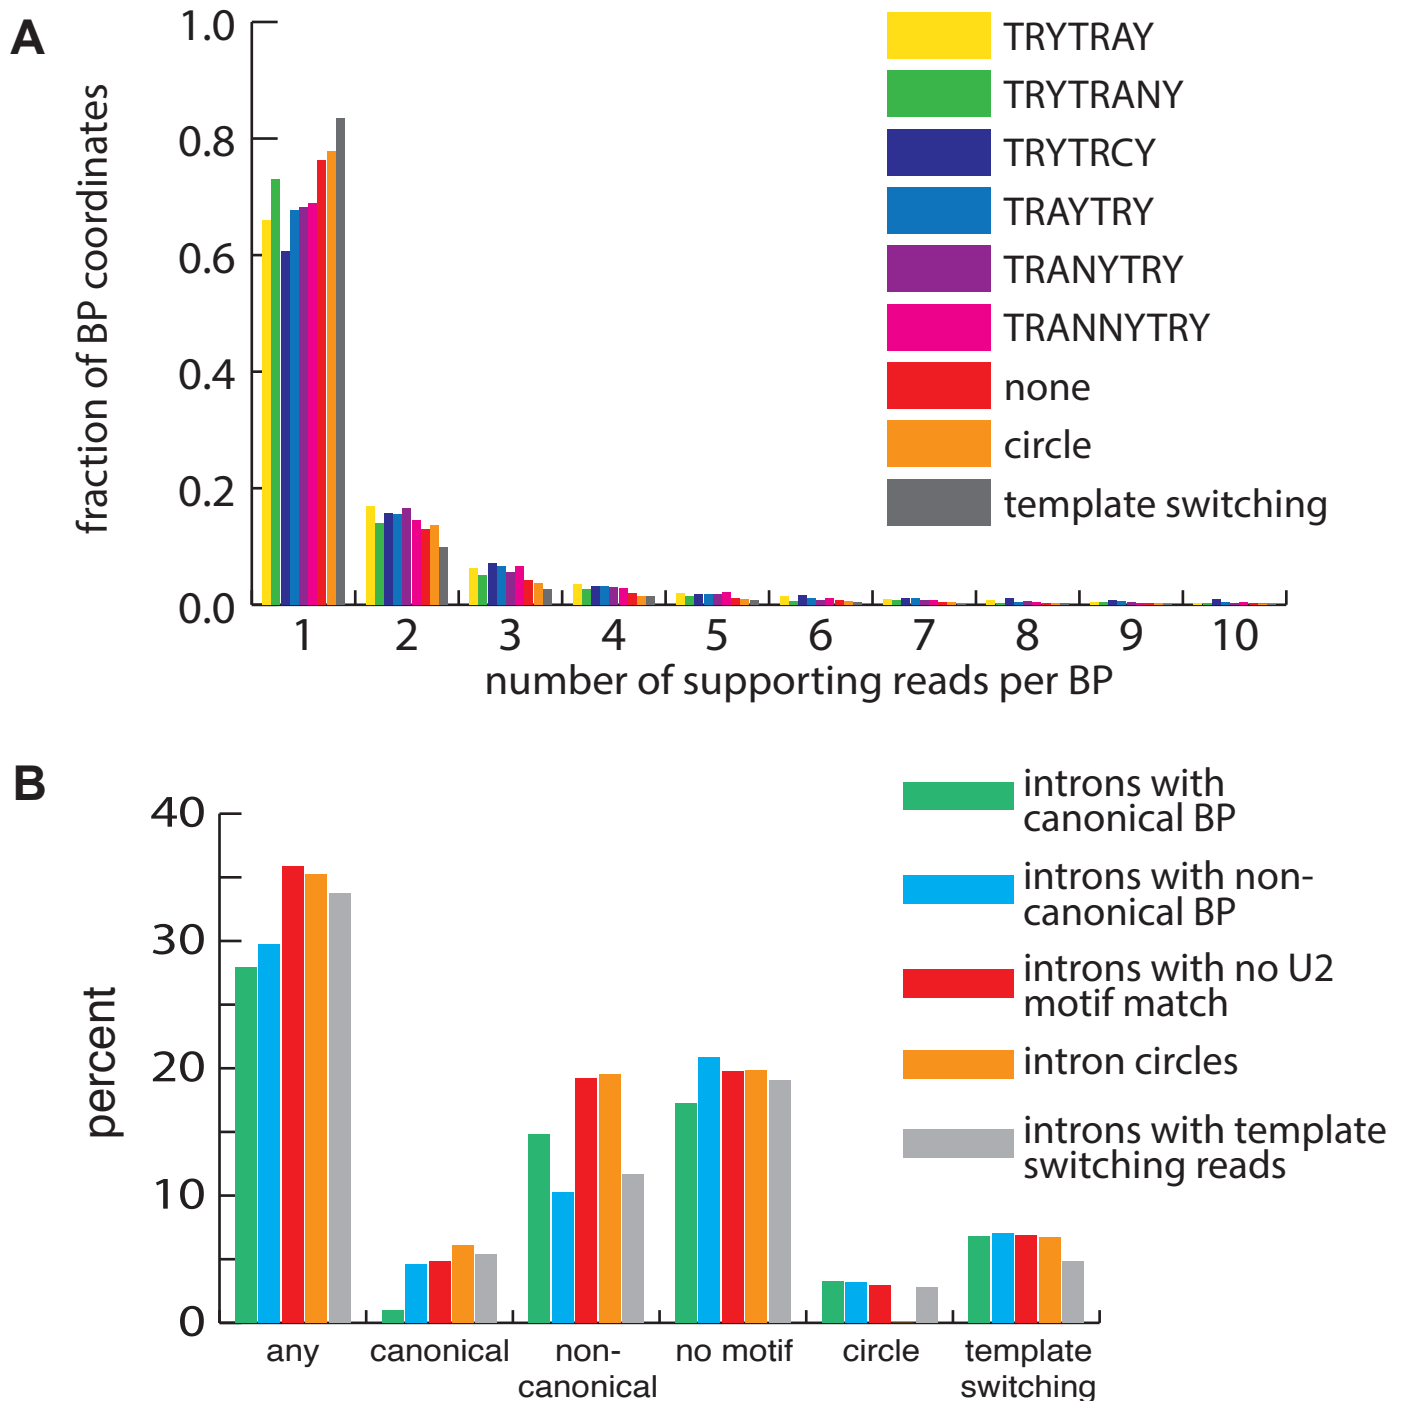 A
1.0
0.8
0.6
0.4
0.2
0.0
fraction of BP coordinates
1 2 3 4 5 6 7 8 9 10
number of supporting reads per BP
TRYTRAY
TRYTRANY
TRYTRCY
TRAYTRY
TRANYTRY
TRANNYTRY
none
circle
template switching
B
40
30
20
10
0
percent
any canonical non- no motif circle template
canonical switching
introns with
canonical BP
introns with non-
canonical BP
introns with no U2
motif match
intron circles
introns with template
switching reads